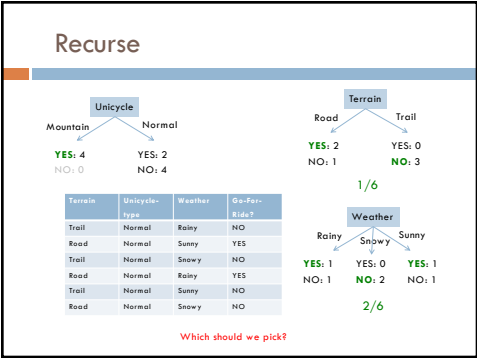 Recurse
Unicycle
Mountain Normal
YES: 4 YES: 2
NO: 0 NO: 4
Terrain
Road Trail
YES: 2 YES: 0
NO: 1 NO: 3
1/6
Terrain Unicycle-type Weather Go-For-Ride?
Trail Normal Rainy NO
Road Normal Sunny YES
Trail Normal Snowy NO
Road Normal Rainy YES
Trail Normal Sunny NO
Road Normal Snowy NO
Weather
Rainy Snowy Sunny
YES: 1 YES: 0 YES: 1
NO: 1 NO: 2 NO: 1
2/6
Which should we pick?